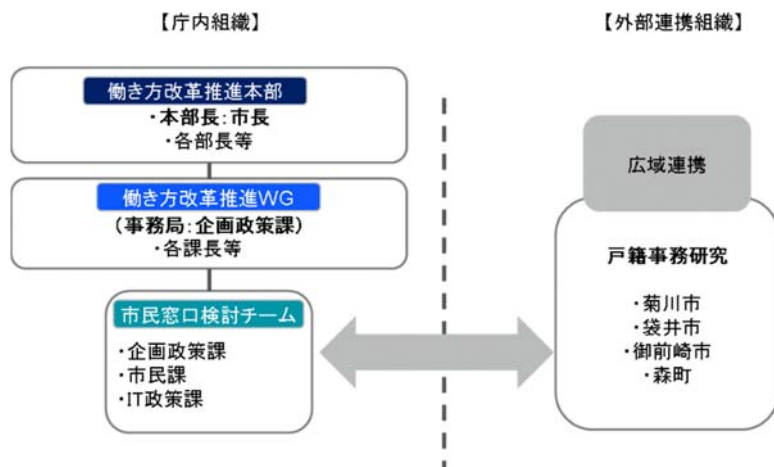 【庁内組織】
働き方改革推進本部
・本部長：市長
・各部長等
働き方改革推進WG
（事務局：企画政策課）
・各課長等
市民窓口検討チーム
・企画政策課
・市民課
・IT政策課
【外部連携組織】
広域連携
戸籍事務研究
・菊川市
・袋井市
・御前崎市
・森町